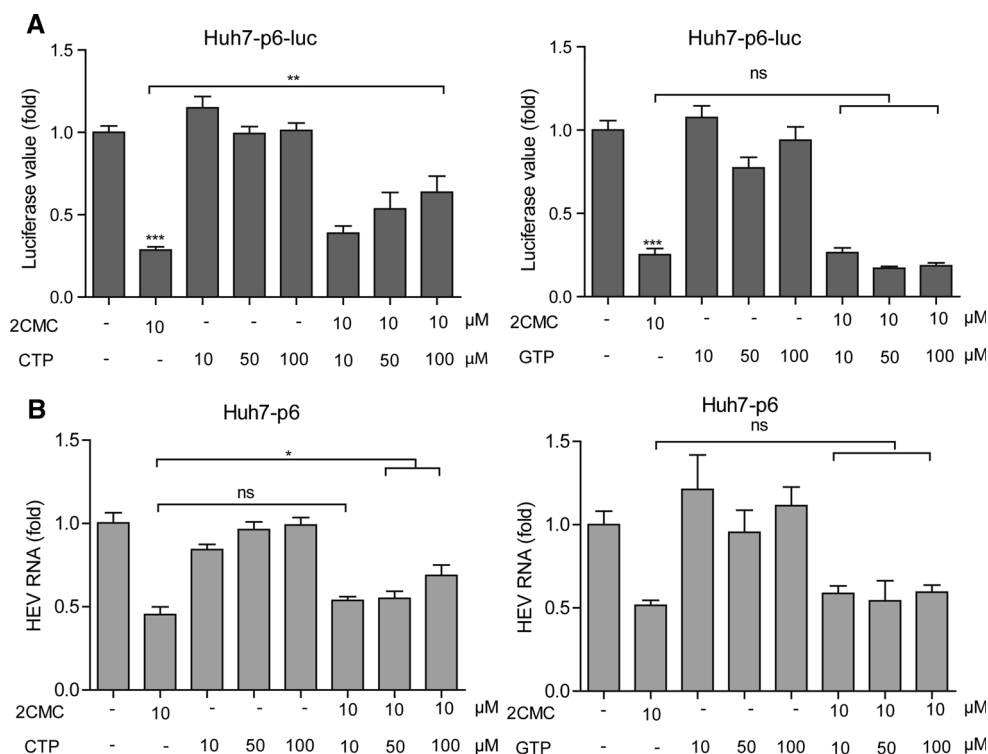 A
Huh7-p6-luc
**
Luciferase value (fold)
1.5
1.0
0.5
0.0
***
2CMC - 10 - - - 10 10 10 µM
CTP - - 10 50 100 10 50 100 µM
Huh7-p6-luc
ns
Luciferase value (fold)
1.5
1.0
0.5
0.0
***
2CMC - 10 - - - 10 10 10 µM
GTP - - 10 50 100 10 50 100 µM
B
Huh7-p6
*
ns
HEV RNA (fold)
1.5
1.0
0.5
0.0
2CMC - 10 - - - 10 10 10 µM
CTP - - 10 50 100 10 50 100 µM
Huh7-p6
ns
HEV RNA (fold)
1.5
1.0
0.5
0.0
2CMC - 10 - - - 10 10 10 µM
GTP - - 10 50 100 10 50 100 µM